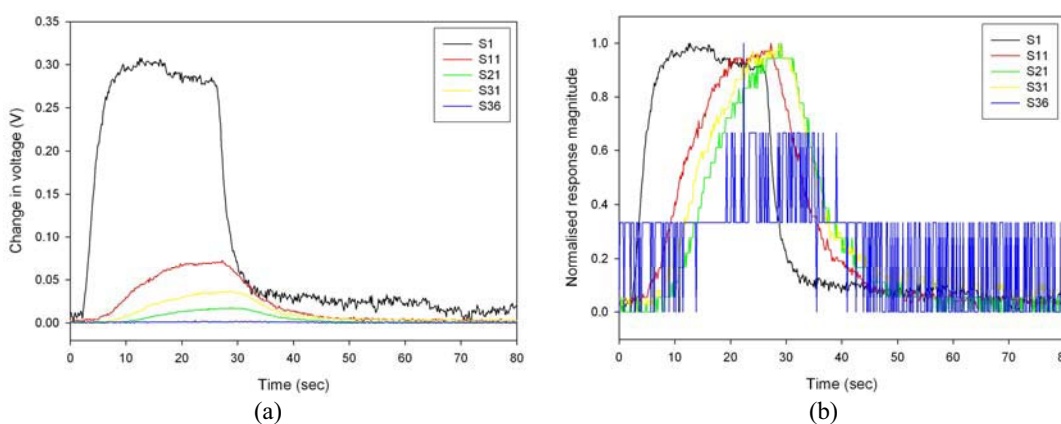 0.35
0.30
0.25
0.20
0.15
0.10
0.05
0.00
Change in voltage (V)
S1
S11
S21
S31
S36
0 10 20 30 40 50 60 70 80
Time (sec)
(a)
1.0
0.8
0.6
0.4
0.2
0.0
Normalised response magnitude
S1
S11
S21
S31
S36
0 10 20 30 40 50 60 70 80
Time (sec)
(b)